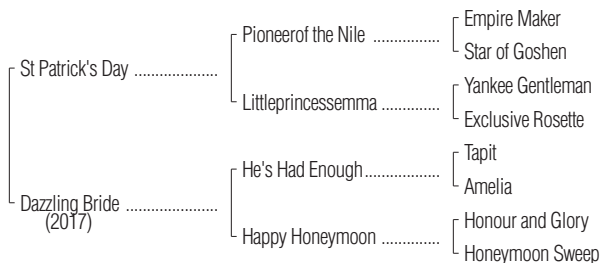 Empire Maker
Pioneerof the Nile ................
Star of Goshen
St Patrick's Day ....................
Yankee Gentleman
Littleprincessemma ..............
Exclusive Rosette
Tapit
He's Had Enough..................
Amelia
Dazzling Bride ......................
(2017)
Honour and Glory
Happy Honeymoon ..............
Honeymoon Sweep